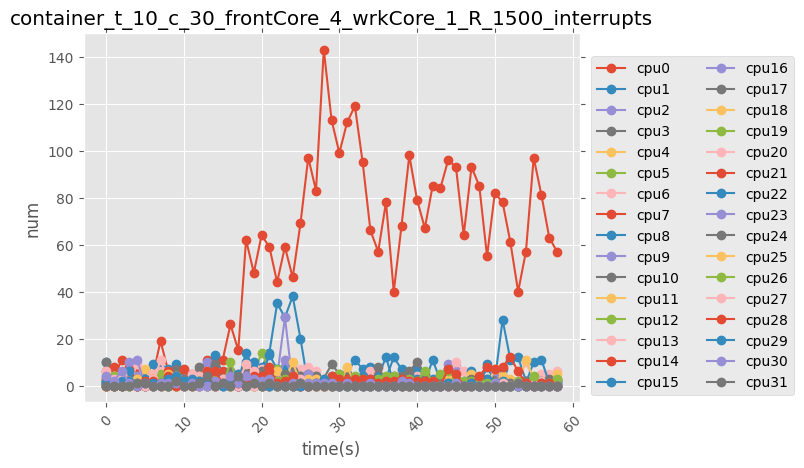 container_t_10_c_30_frontCore_4_wrkCore_1_R_1500_interrupts
140
120
100
80
60
40
20
0
num
0
10
20
30
40
50
60
time(s)
cpu0
cpu1
cpu2
cpu3
cpu4
cpu5
cpu6
cpu7
cpu8
cpu9
cpu10
cpu11
cpu12
cpu13
cpu14
cpu15
cpu16
cpu17
cpu18
cpu19
cpu20
cpu21
cpu22
cpu23
cpu24
cpu25
cpu26
cpu27
cpu28
cpu29
cpu30
cpu31